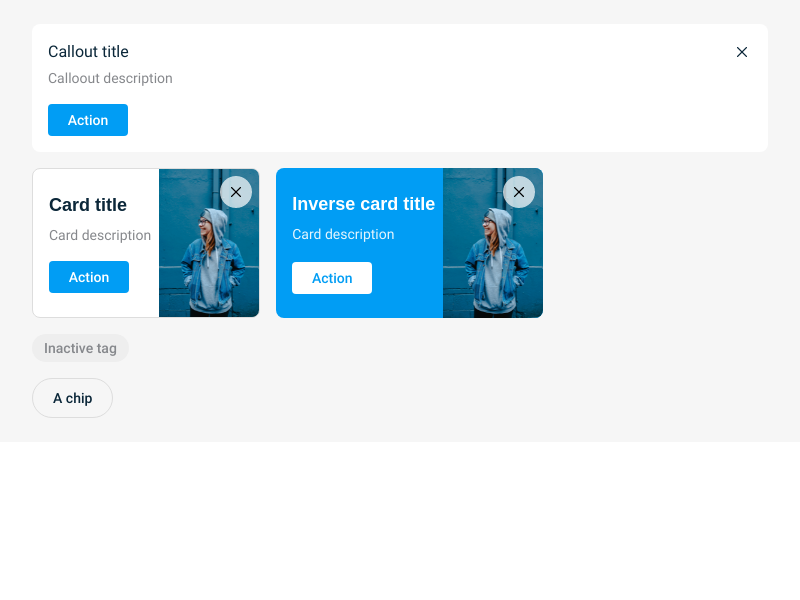 Callout title
Calloout description
Action
Card title
Card description
Action
Inverse card title
Card description
Action
Inactive tag
A chip